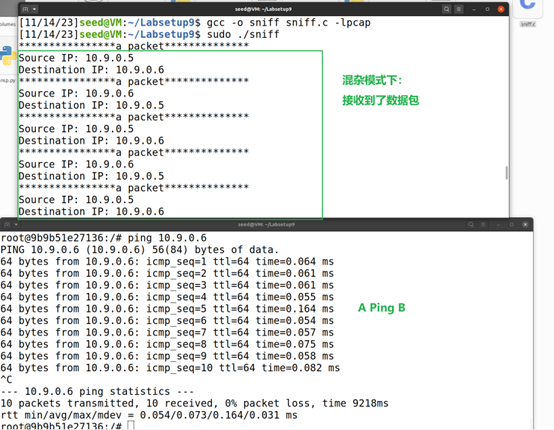 seed@VM: ~/Labsetup9
[11/14/23]seed@VM:~/Labsetup9$ gcc -o sniff sniff.c -lpcap
[11/14/23]seed@VM:~/Labsetup9$ sudo ./sniff
****************a packet**************
Source IP: 10.9.0.5
Destination IP: 10.9.0.6
****************a packet**************
Source IP: 10.9.0.6
Destination IP: 10.9.0.5
****************a packet**************
Source IP: 10.9.0.5
Destination IP: 10.9.0.6
****************a packet**************
Source IP: 10.9.0.6
Destination IP: 10.9.0.5
****************a packet**************
Source IP: 10.9.0.5
Destination IP: 10.9.0.6
混杂模式下：
接收到了数据包
sniff.c
seed@VM: ~/Labsetup9
root@9b9b51e27136:/# ping 10.9.0.6
PING 10.9.0.6 (10.9.0.6) 56(84) bytes of data.
64 bytes from 10.9.0.6: icmp_seq=1 ttl=64 time=0.064 ms
64 bytes from 10.9.0.6: icmp_seq=2 ttl=64 time=0.061 ms
64 bytes from 10.9.0.6: icmp_seq=3 ttl=64 time=0.061 ms
64 bytes from 10.9.0.6: icmp_seq=4 ttl=64 time=0.055 ms
64 bytes from 10.9.0.6: icmp_seq=5 ttl=64 time=0.164 ms
64 bytes from 10.9.0.6: icmp_seq=6 ttl=64 time=0.054 ms
64 bytes from 10.9.0.6: icmp_seq=7 ttl=64 time=0.057 ms
64 bytes from 10.9.0.6: icmp_seq=8 ttl=64 time=0.075 ms
64 bytes from 10.9.0.6: icmp_seq=9 ttl=64 time=0.058 ms
64 bytes from 10.9.0.6: icmp_seq=10 ttl=64 time=0.082 ms
^C
--- 10.9.0.6 ping statistics ---
10 packets transmitted, 10 received, 0% packet loss, time 9218ms
rtt min/avg/max/mdev = 0.054/0.073/0.164/0.031 ms
root@9b9b51e27136:/#
A Ping B